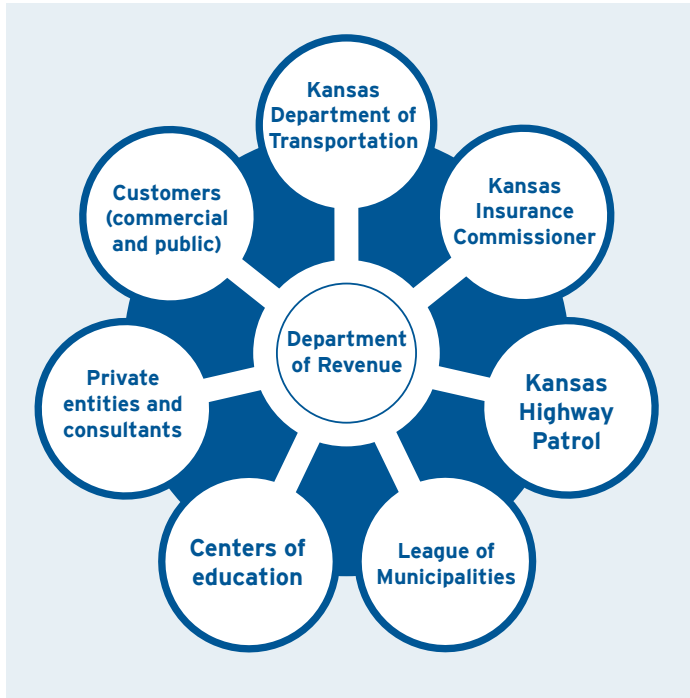 Kansas
Department of
Transportation
Kansas
Insurance
Commissioner
Kansas
Highway
Patrol
League of
Municipalities
Centers of
education
Private
entities and
consultants
Customers
(commercial
and public)
Department
of Revenue